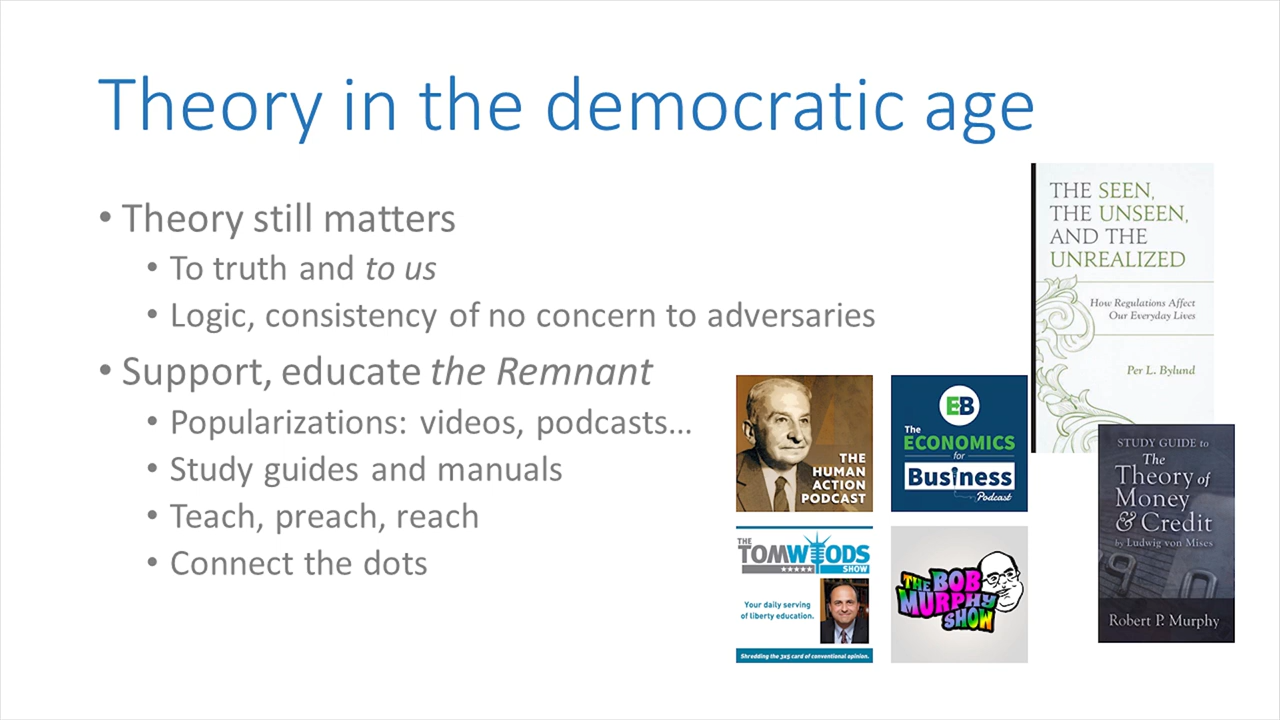 Theory in the democratic age
• Theory still matters
• To truth and to us
• Logic, consistency of no concern to adversaries
• Support, educate the Remnant
• Popularizations: videos, podcasts…
• Study guides and manuals
• Teach, preach, reach
• Connect the dots
THE SEEN,
THE UNSEEN,
AND THE
UNREALIZED
How Regulations Affect
Our Everyday Lives
Per L. Bylund
THE
HUMAN
ACTION
PODCAST
EB
The
ECONOMICS
for
Business
Podcast
THE
TOMWOODS
SHOW
Your daily serving
of liberty education.
Shredding the 3x5 card of conventional opinion.
THE BOB
MURPHY
SHOW
STUDY GUIDE to
The
Theory of
Money
& Credit
by Ludwig von Mises
Robert P. Murphy